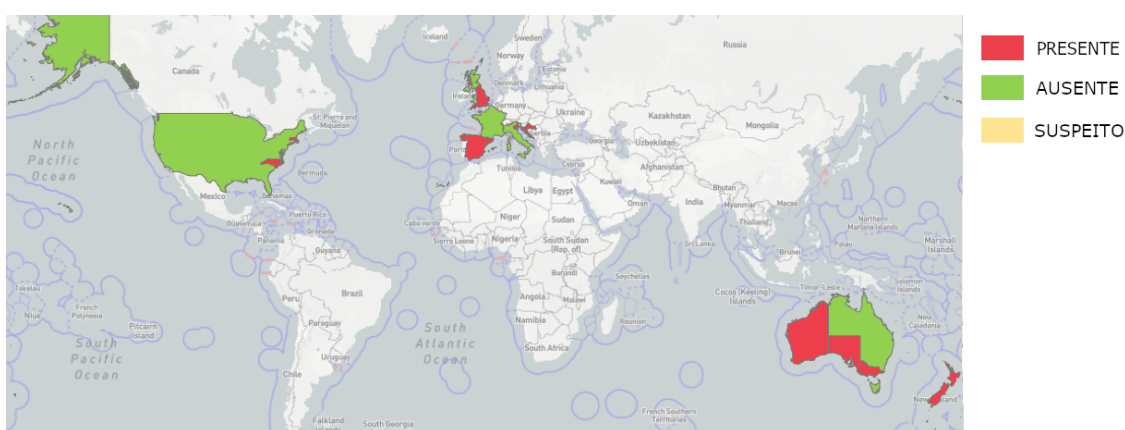 PRESENTE
AUSENTE
SUSPEITO
Iceland
Sweden
Russia
Norway
Canada
Estonia
Denmark
Lithuania
Germany
Ukraine
St. Pierre and
Miquelon
Kazakhstan
Mongolia
Georgia
Uzbekistan
North
Pacific
Ocean
Cyprus
Afghanistan
Tunisia
Bermuda
Kuwait
Bhutan
Mexico
Bahamas
Libya
Egypt
Oman
India
Myanmar
Macao
Puerto Rico
Cabo verde
Niger
Sudan
Thailand
Northern
Mariana Islands
Guatemala
Grenada
Panama
Sierra Leone
Nigeria
South Sudan
(Rep. of)
Sri Lanka
Palau
Marshall
Islands
Guyana
Brunei
Burundi
Seychelles
Tokelau
Niue
French
Polynesia
Peru
Brazil
Angola
Malawi
Cocos (Keeling)
Islands
Timor-Leste
Solomon
Islands
Pitcairn
Island
Paraguay
Namibia
Reunion
New
Caledonia
South
Pacific
Ocean
Uruguay
South
Atlantic
Ocean
South Africa
Chile
Falkland
Islands
South Georgia
French Southern
Territories